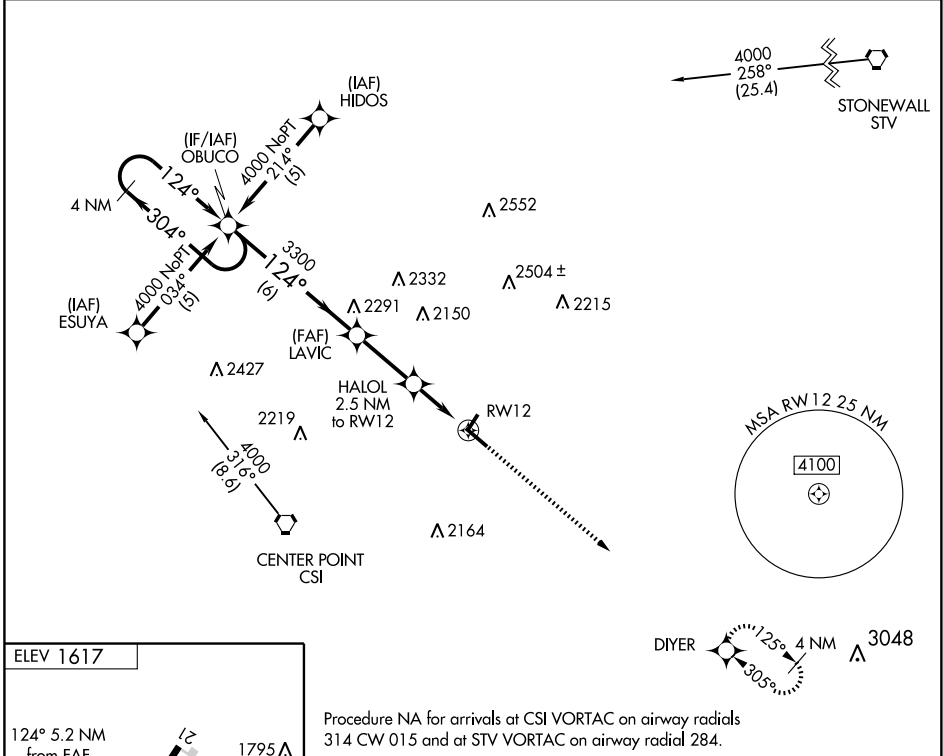 4000
258°
(25.4)
STONEWALL
STV
(IAF)
HIDOS
(IF/IAF)
OBUCO
4000 NoPT
214°
(5)
124°
4 NM
304°
4000 NoPT
034°
(5)
(IAF)
ESUYA
3300
124°
(6)
2552
2332
2504 ±
2291
2150
2215
(FAF)
LAVIC
2427
HALOL
2.5 NM
to RW12
RW12
2219
MSA RW12 25 NM
4100
4000
316°
(8.6)
2164
CENTER POINT
CSI
DIYER
125°
4 NM
305°
3048
ELEV 1617
Procedure NA for arrivals at CSI VORTAC on airway radials
314 CW 015 and at STV VORTAC on airway radial 284.
124° 5.2 NM
from FAF
21
1795